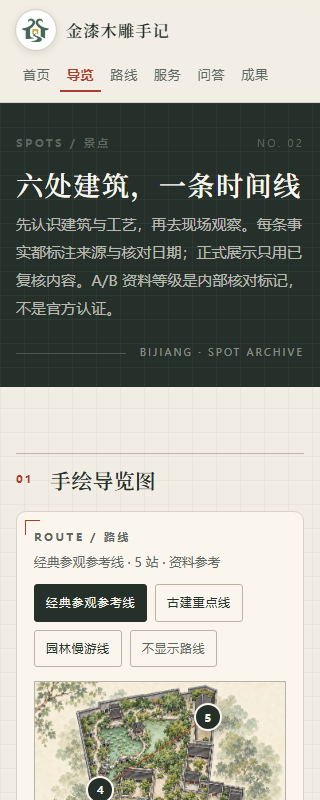 金漆木雕手记
首页 导览 路线 服务 问答 成果
SPOTS / 景点 NO. 02
六处建筑，一条时间线
先认识建筑与工艺，再去现场观察。每条事
实都标注来源与核对日期；正式展示只用已
复核内容。A/B 资料等级是内部核对标记，
不是官方认证。
BIJIANG · SPOT ARCHIVE
01 手绘导览图
ROUTE / 路线
经典参观参考线 · 5 站 · 资料参考
经典参观参考线 古建重点线
园林慢游线 不显示路线
5
4